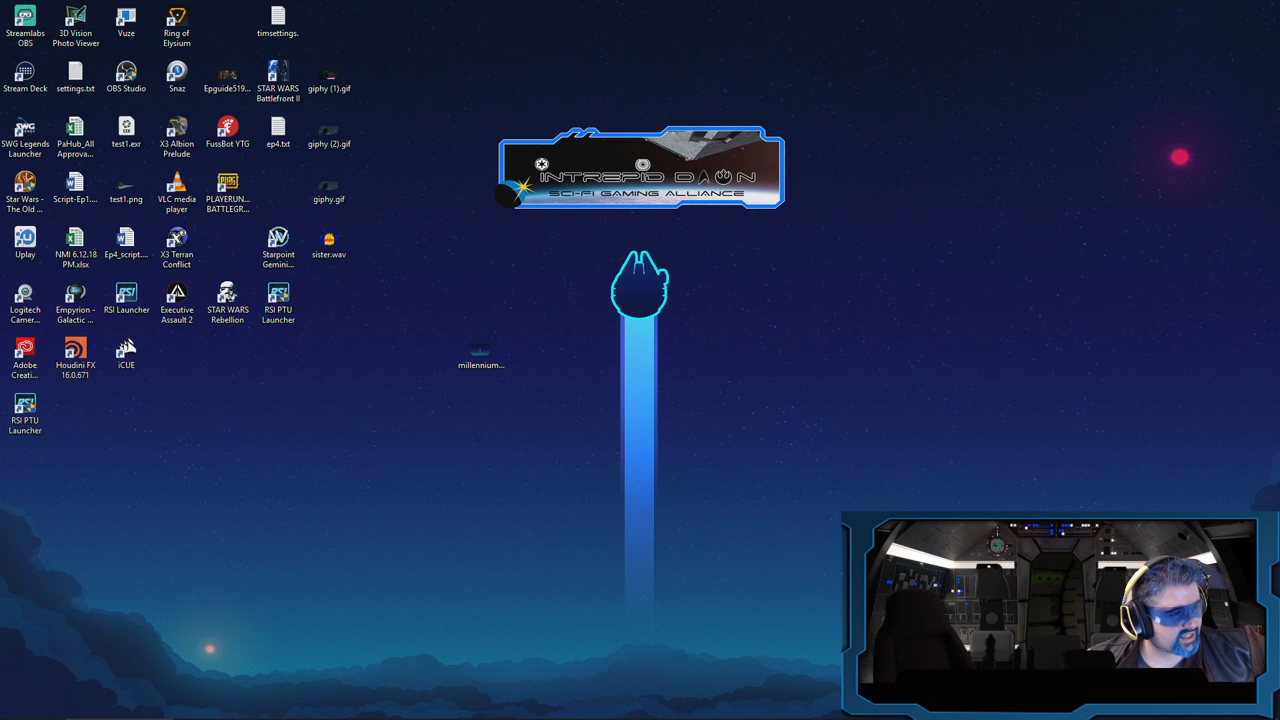 Streamlabs
OBS
3D Vision
Photo Viewer
Vuze
Ring of
Elysium
timsettings.
Stream Deck
settings.txt
OBS Studio
Snaz
Epguide519...
STAR WARS
Battlefront II
giphy (1).gif
SWG Legends
Launcher
PaHub_All
Approva...
test1.exr
X3 Albion
Prelude
FussBot YTG
ep4.txt
giphy (2).gif
Star Wars -
The Old ...
Script-Ep1....
test1.png
VLC media
player
PLAYERUN...
BATTLEGR...
giphy.gif
Uplay
NMI 6.12.18
PM.xlsx
Ep4_script....
X3 Terran
Conflict
Starpoint
Gemini...
sister.wav
Logitech
Camer...
Empyrion -
Galactic ...
RSI Launcher
Executive
Assault 2
STAR WARS
Rebellion
RSI PTU
Launcher
Adobe
Creati...
Houdini FX
16.0.671
iCUE
millennium...
RSI PTU
Launcher
INTREPID DAWN
SCI-FI GAMING ALLIANCE